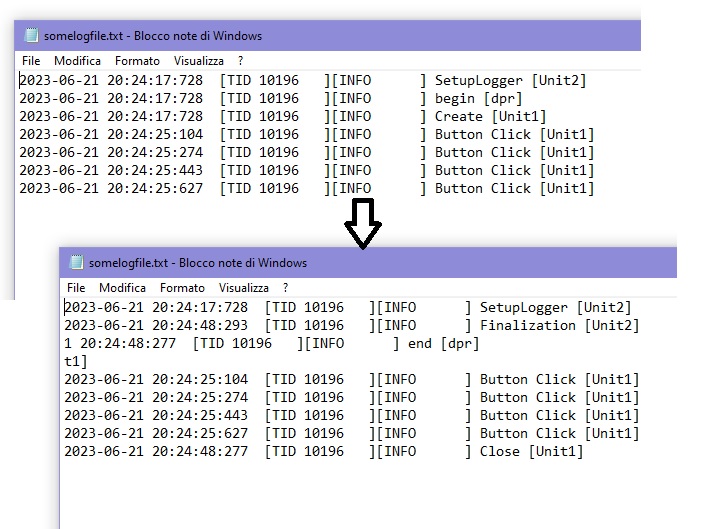 somelogfile.txt - Blocco note di Windows
File Modifica Formato Visualizza ?
2023-06-21 20:24:17:728 [TID 10196 ][INFO ] SetupLogger [Unit2]
2023-06-21 20:24:17:728 [TID 10196 ][INFO ] begin [dpr]
2023-06-21 20:24:17:728 [TID 10196 ][INFO ] Create [Unit1]
2023-06-21 20:24:25:104 [TID 10196 ][INFO ] Button Click [Unit1]
2023-06-21 20:24:25:274 [TID 10196 ][INFO ] Button Click [Unit1]
2023-06-21 20:24:25:443 [TID 10196 ][INFO ] Button Click [Unit1]
2023-06-21 20:24:25:627 [TID 10196 ][INFO ] Button Click [Unit1]
somelogfile.txt - Blocco note di Windows
File Modifica Formato Visualizza ?
2023-06-21 20:24:17:728 [TID 10196 ][INFO ] SetupLogger [Unit2]
2023-06-21 20:24:48:293 [TID 10196 ][INFO ] Finalization [Unit2]
1 20:24:48:277 [TID 10196 ][INFO ] end [dpr]
t1]
2023-06-21 20:24:25:104 [TID 10196 ][INFO ] Button Click [Unit1]
2023-06-21 20:24:25:274 [TID 10196 ][INFO ] Button Click [Unit1]
2023-06-21 20:24:25:443 [TID 10196 ][INFO ] Button Click [Unit1]
2023-06-21 20:24:25:627 [TID 10196 ][INFO ] Button Click [Unit1]
2023-06-21 20:24:48:277 [TID 10196 ][INFO ] Close [Unit1]